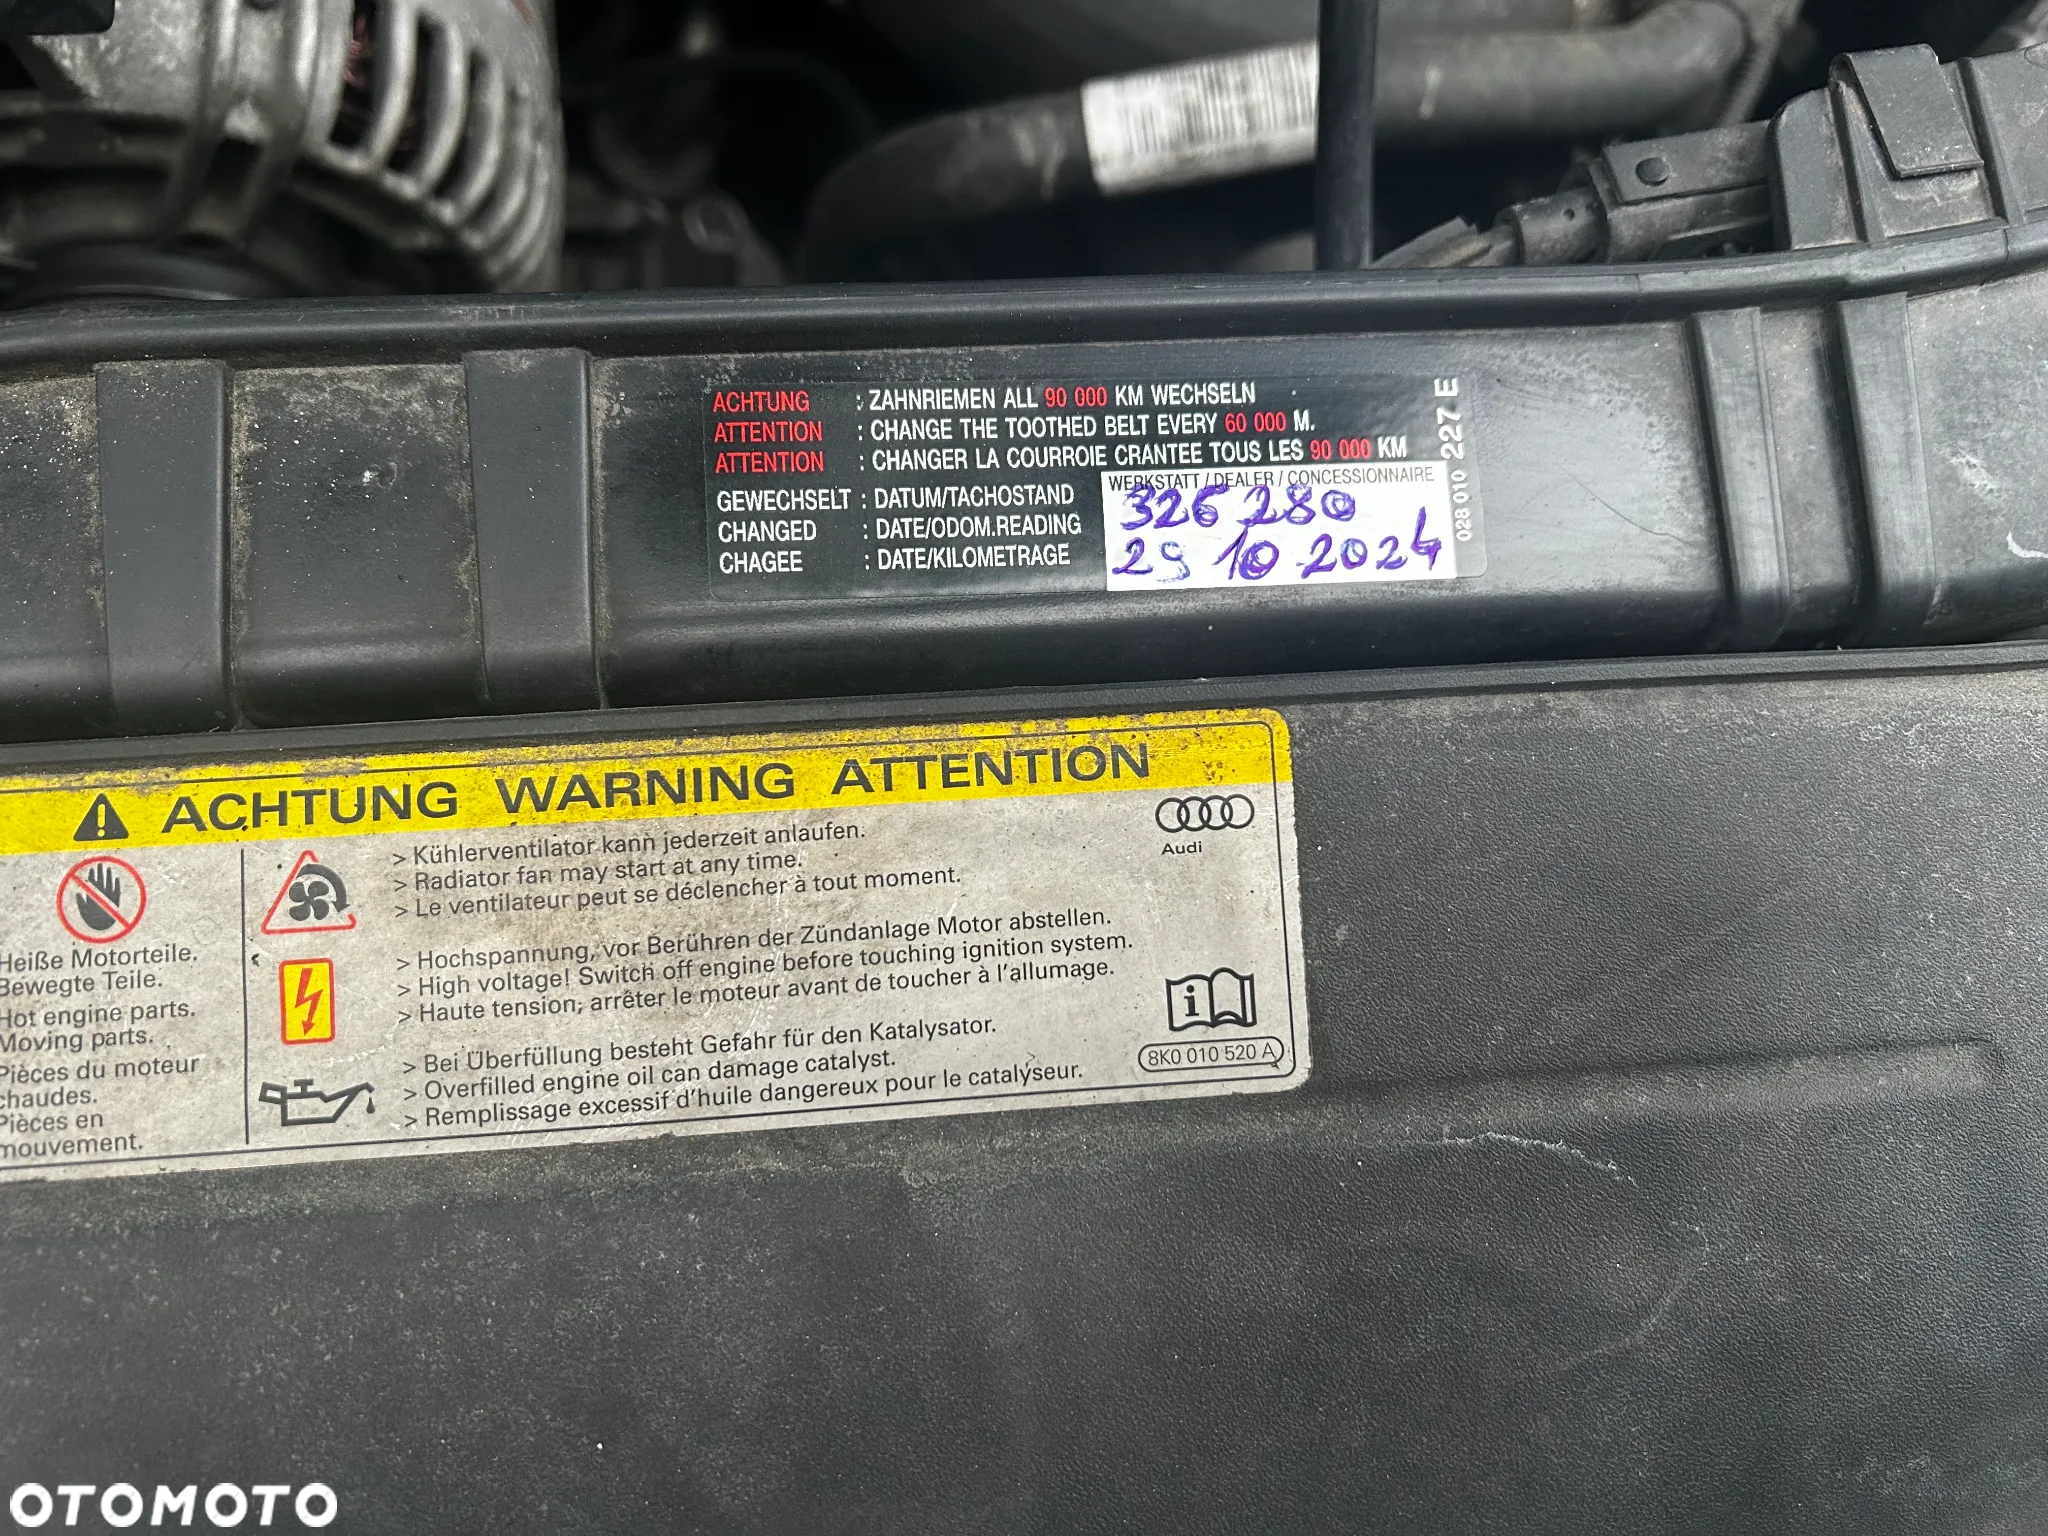 ACHTUNG : ZAHNRIEMEN ALL 90 000 KM WECHSELN
ATTENTION : CHANGE THE TOOTHED BELT EVERY 60 000 M.
ATTENTION : CHANGER LA COURROIE CRANTEE TOUS LES 90 000 KM
WERKSTATT / DEALER / CONCESSIONNAIRE
GEWECHSELT : DATUM/TACHOSTAND
326 280
CHANGED : DATE/ODOM.READING
CHAGEE : DATE/KILOMETRAGE
29 10 2024
028 010 227 E
ACHTUNG WARNING ATTENTION
Audi
Heiße Motorteile.
Bewegte Teile.
Hot engine parts.
Moving parts.
Pièces du moteur
chaudes.
Pièces en
mouvement.
> Kühlerventilator kann jederzeit anlaufen.
> Radiator fan may start at any time.
> Le ventilateur peut se déclencher à tout moment.
> Hochspannung, vor Berühren der Zündanlage Motor abstellen.
> High voltage! Switch off engine before touching ignition system.
> Haute tension; arrêter le moteur avant de toucher à l'allumage.
> Bei Überfüllung besteht Gefahr für den Katalysator.
> Overfilled engine oil can damage catalyst.
> Remplissage excessif d'huile dangereux pour le catalyseur.
i
8K0 010 520 A
OTOMOTO